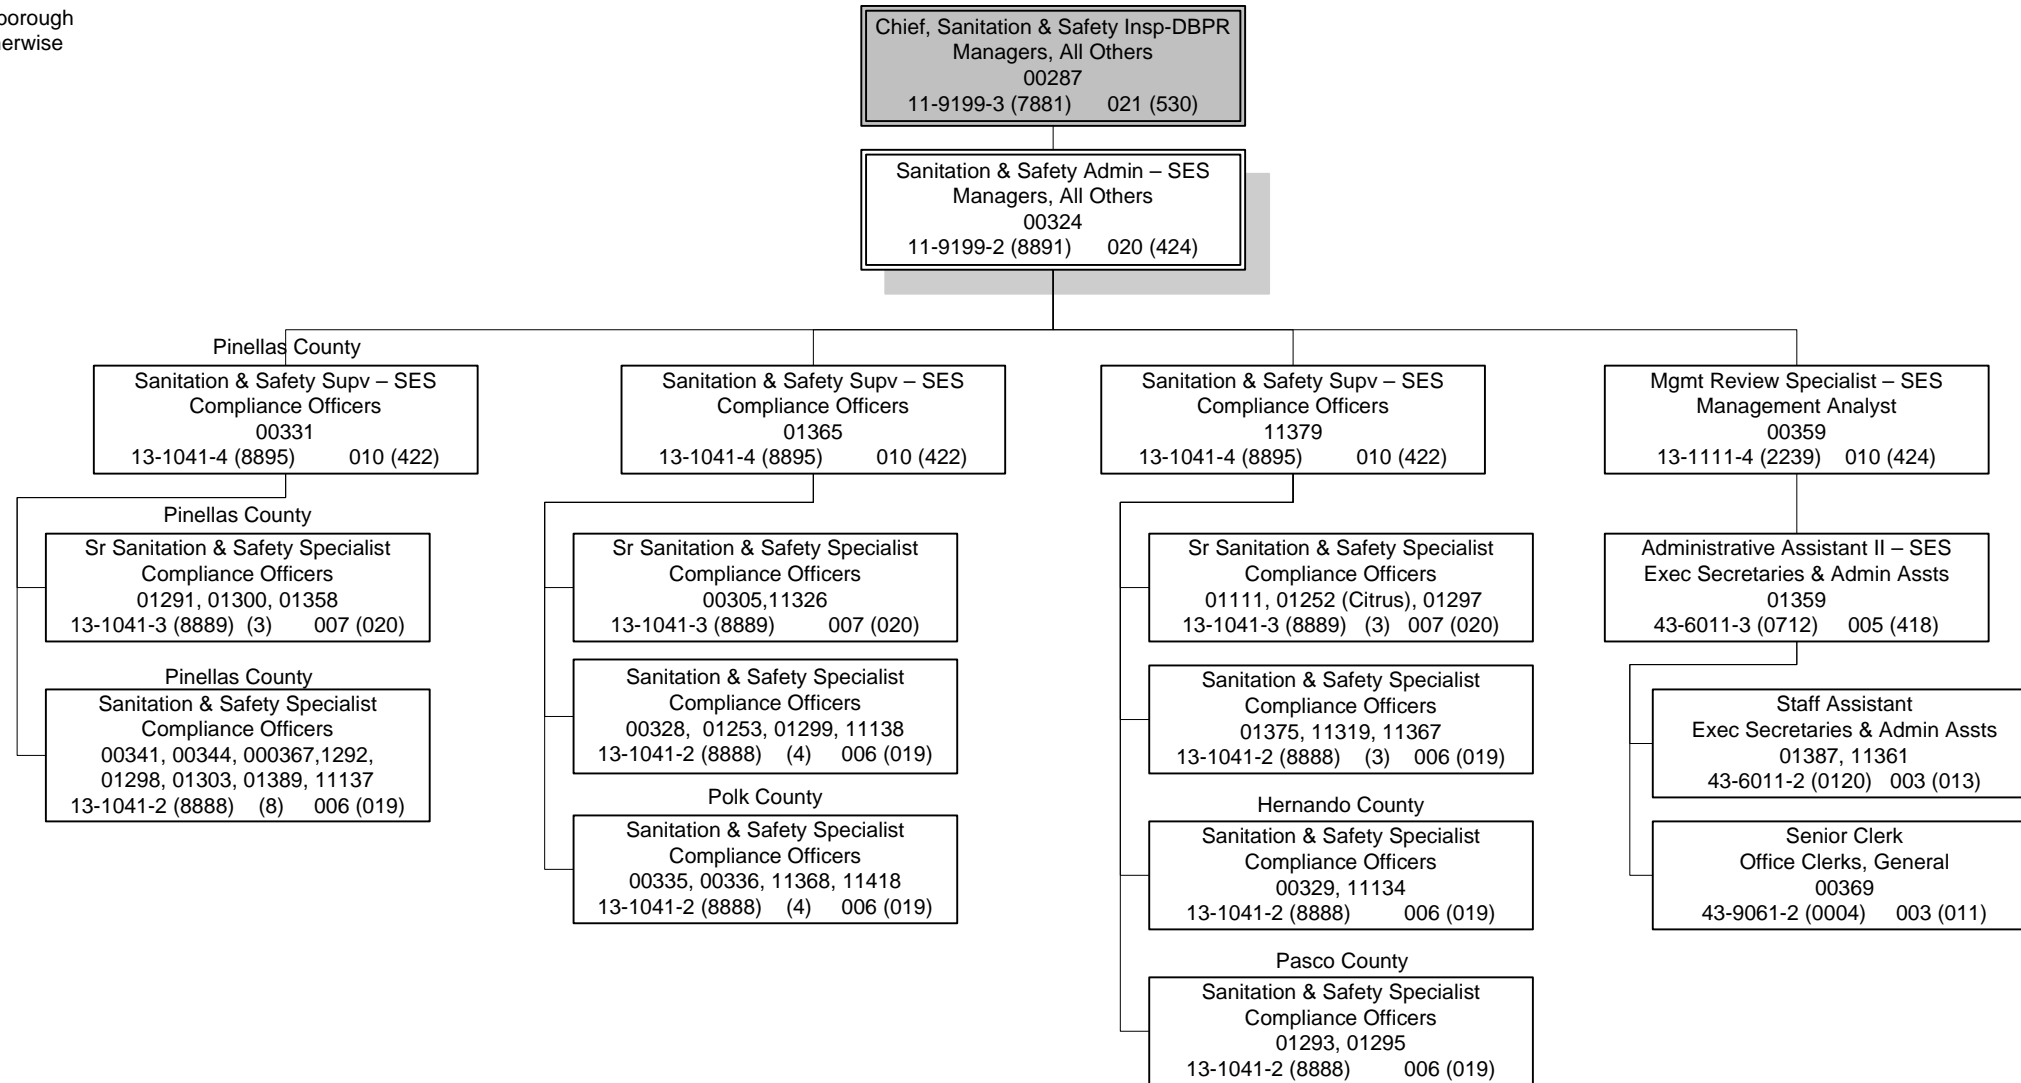 Chief, Sanitation & Safety Insp-DBPR
Managers, All Others
00287
11-9199-3 (7881) 021 (530)
Sanitation & Safety Admin – SES
Managers, All Others
00324
11-9199-2 (8891) 020 (424)
Pinellas County
Sanitation & Safety Supv – SES
Compliance Officers
00331
13-1041-4 (8895) 010 (422)
Pinellas County
Sr Sanitation & Safety Specialist
Compliance Officers
01291, 01300, 01358
13-1041-3 (8889) (3) 007 (020)
Pinellas County
Sanitation & Safety Specialist
Compliance Officers
00341, 00344, 000367,1292,
01298, 01303, 01389, 11137
13-1041-2 (8888) (8) 006 (019)
Sanitation & Safety Supv – SES
Compliance Officers
01365
13-1041-4 (8895) 010 (422)
Sr Sanitation & Safety Specialist
Compliance Officers
00305,11326
13-1041-3 (8889) 007 (020)
Sanitation & Safety Specialist
Compliance Officers
00328, 01253, 01299, 11138
13-1041-2 (8888) (4) 006 (019)
Polk County
Sanitation & Safety Specialist
Compliance Officers
00335, 00336, 11368, 11418
13-1041-2 (8888) (4) 006 (019)
Sanitation & Safety Supv – SES
Compliance Officers
11379
13-1041-4 (8895) 010 (422)
Sr Sanitation & Safety Specialist
Compliance Officers
01111, 01252 (Citrus), 01297
13-1041-3 (8889) (3) 007 (020)
Sanitation & Safety Specialist
Compliance Officers
01375, 11319, 11367
13-1041-2 (8888) (3) 006 (019)
Hernando County
Sanitation & Safety Specialist
Compliance Officers
00329, 11134
13-1041-2 (8888) 006 (019)
Pasco County
Sanitation & Safety Specialist
Compliance Officers
01293, 01295
13-1041-2 (8888) 006 (019)
Mgmt Review Specialist – SES
Management Analyst
00359
13-1111-4 (2239) 010 (424)
Administrative Assistant II – SES
Exec Secretaries & Admin Assts
01359
43-6011-3 (0712) 005 (418)
Staff Assistant
Exec Secretaries & Admin Assts
01387, 11361
43-6011-2 (0120) 003 (013)
Senior Clerk
Office Clerks, General
00369
43-9061-2 (0004) 003 (011)